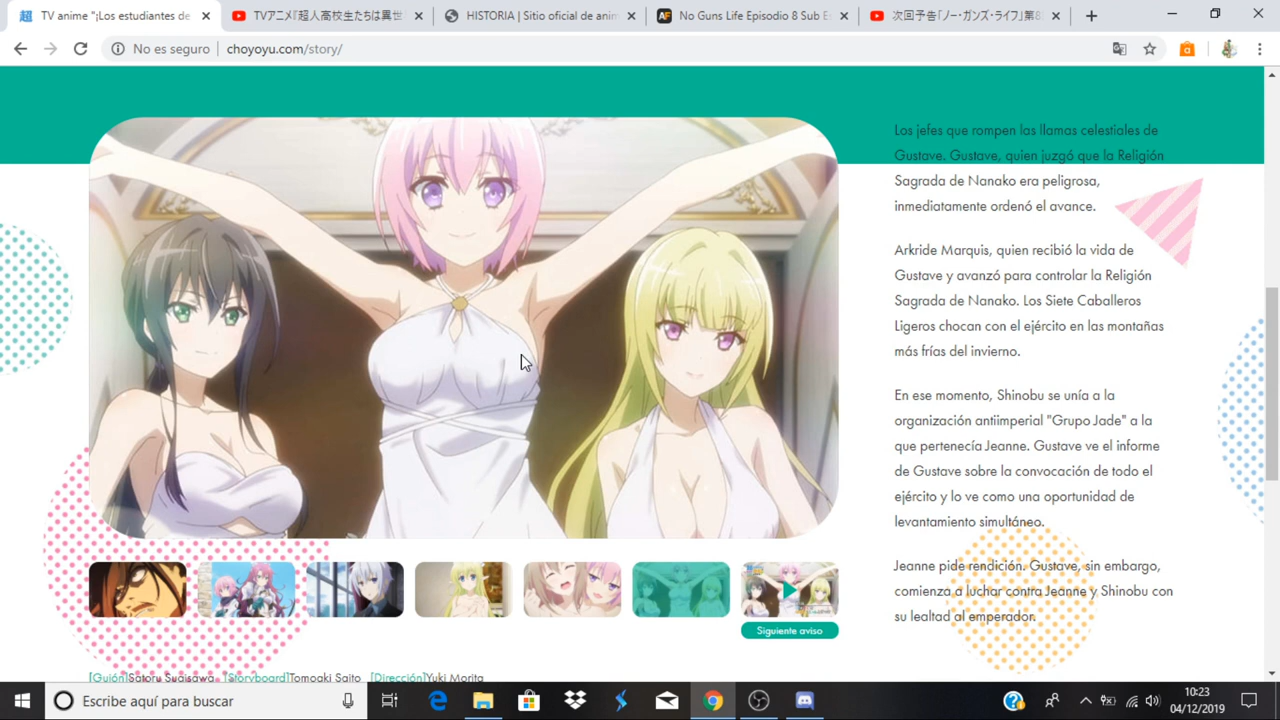 TV anime "¡Los estudiantes de
TVアニメ『超人高校生たちは異世
HISTORIA | Sitio oficial de anim
No Guns Life Episodio 8 Sub Es
次回予告「ノー・ガンズ・ライフ」第8
No es seguro
choyoyu.com/story/
Los jefes que rompen las llamas celestiales de
Gustave. Gustave, quien juzgó que la Religión
Sagrada de Nanako era peligrosa,
inmediatamente ordenó el avance.
Arkride Marquis, quien recibió la vida de
Gustave y avanzó para controlar la Religión
Sagrada de Nanako. Los Siete Caballeros
Ligeros chocan con el ejército en las montañas
más frías del invierno.
En ese momento, Shinobu se unía a la
organización antiimperial "Grupo Jade" a la
que pertenecía Jeanne. Gustave ve el informe
de Gustave sobre la convocación de todo el
ejército y lo ve como una oportunidad de
levantamiento simultáneo.
Jeanne pide rendición. Gustave, sin embargo,
comienza a luchar contra Jeanne y Shinobu con
su lealtad al emperador.
Siguiente aviso
[Guión]Satoru Sugisawa [Storyboard]Tomoaki Saito [Dirección]Yuki Morita
Escribe aquí para buscar
10:23
04/12/2019